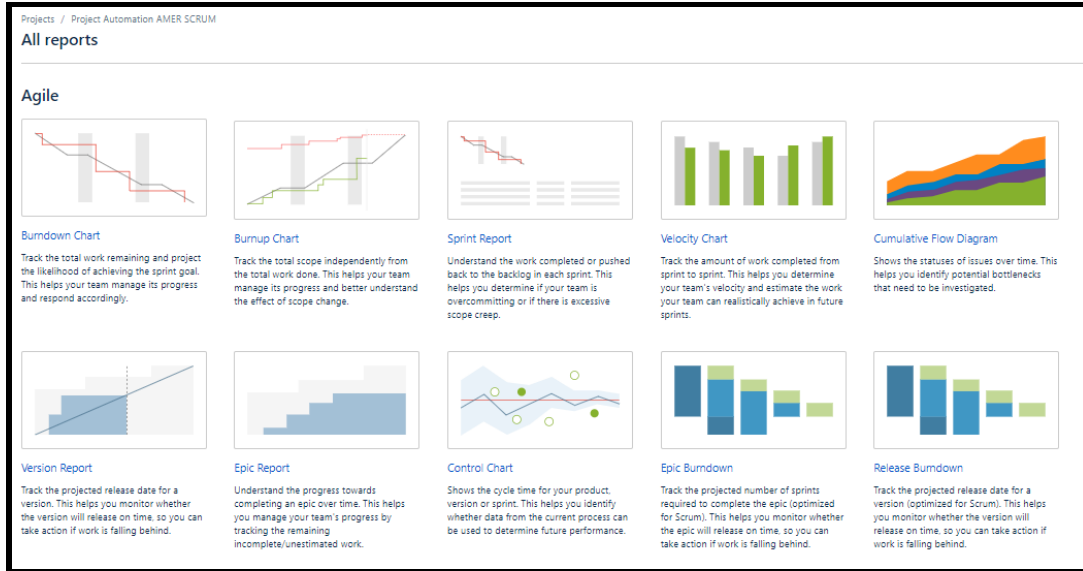 Projects / Project Automation AMER SCRUM
All reports
Agile
Burndown Chart
Track the total work remaining and project
the likelihood of achieving the sprint goal.
This helps your team manage its progress
and respond accordingly.
Burnup Chart
Track the total scope independently from
the total work done. This helps your team
manage its progress and better understand
the effect of scope change.
Sprint Report
Understand the work completed or pushed
back to the backlog in each sprint. This
helps you determine if your team is
overcommitting or if there is excessive
scope creep.
Velocity Chart
Track the amount of work completed from
sprint to sprint. This helps you determine
your team's velocity and estimate the work
your team can realistically achieve in future
sprints.
Cumulative Flow Diagram
Shows the statuses of issues over time. This
helps you identify potential bottlenecks
that need to be investigated.
Version Report
Track the projected release date for a
version. This helps you monitor whether
the version will release on time, so you can
take action if work is falling behind.
Epic Report
Understand the progress towards
completing an epic over time. This helps
you manage your team's progress by
tracking the remaining
incomplete/unestimated work.
Control Chart
Shows the cycle time for your product,
version or sprint. This helps you identify
whether data from the current process can
be used to determine future performance.
Epic Burndown
Track the projected number of sprints
required to complete the epic (optimized
for Scrum). This helps you monitor whether
the epic will release on time, so you can
take action if work is falling behind.
Release Burndown
Track the projected release date for a
version (optimized for Scrum). This helps
you monitor whether the version will
release on time, so you can take action if
work is falling behind.